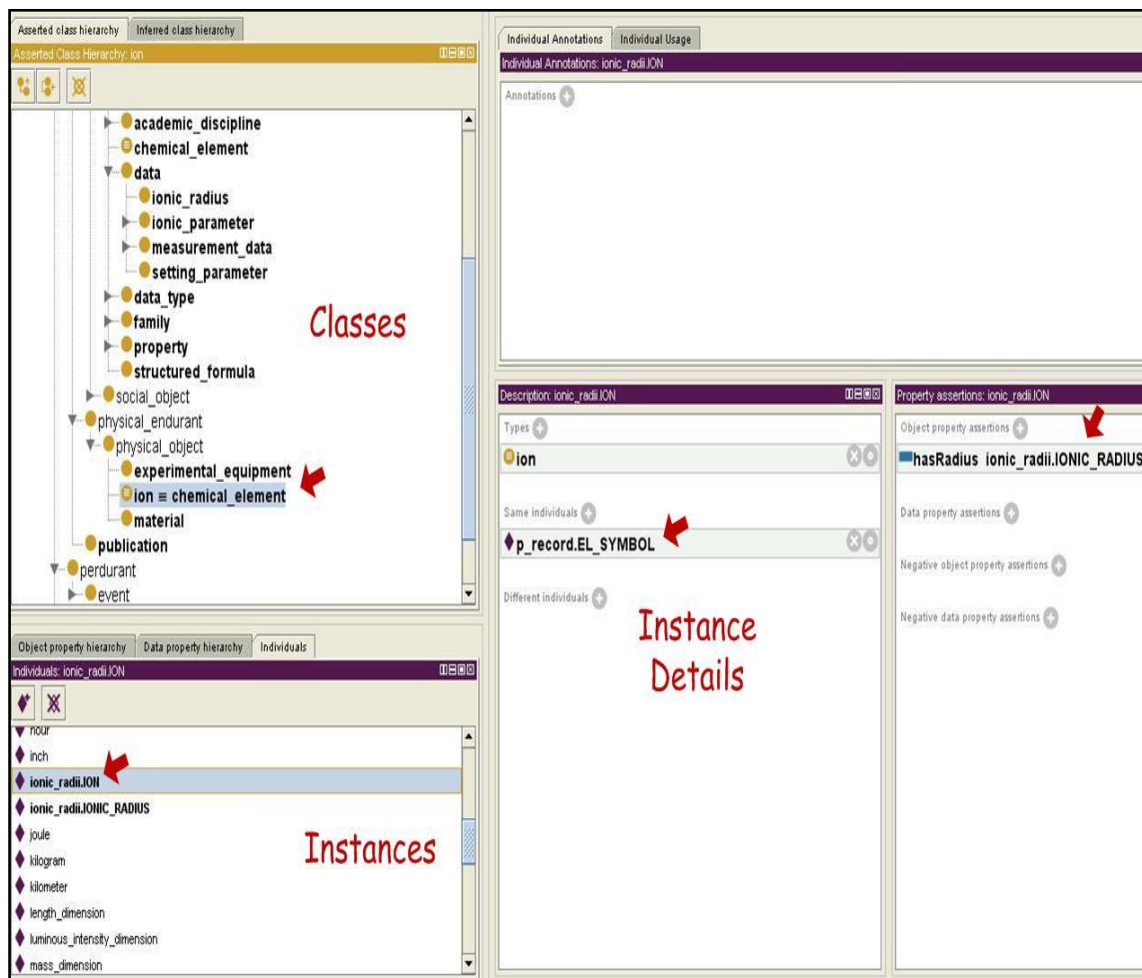 Asserted class hierarchy
Inferred class hierarchy
Asserted Class Hierarchy: ion
academic_discipline
chemical_element
data
ionic_radius
ionic_parameter
measurement_data
setting_parameter
data_type
family
property
structured_formula
social_object
physical_endurant
physical_object
experimental_equipment
ion ≡ chemical_element
material
publication
perdurant
event
Classes
Object property hierarchy
Data property hierarchy
Individuals
Individuals: ionic_radii.ION
hour
inch
ionic_radii.ION
ionic_radii.IONIC_RADIUS
joule
kilogram
kilometer
length_dimension
luminous_intensity_dimension
mass_dimension
Instances
Individual Annotations
Individual Usage
Individual Annotations: ionic_radii.ION
Annotations
Description: ionic_radii.ION
Types
ion
Same individuals
p_record.EL_SYMBOL
Different individuals
Instance
Details
Property assertions: ionic_radii.ION
Object property assertions
hasRadius ionic_radii.IONIC_RADIUS
Data property assertions
Negative object property assertions
Negative data property assertions